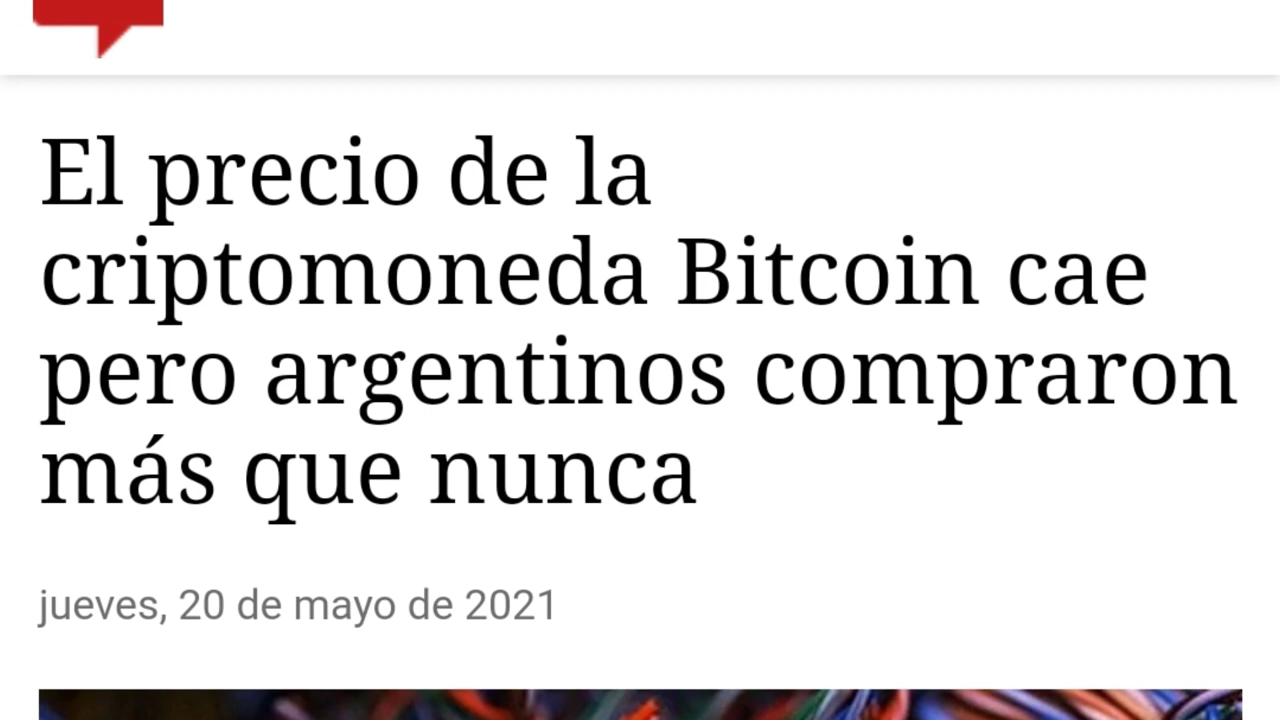 El precio de la
criptomoneda Bitcoin cae
pero argentinos compraron
más que nunca
jueves, 20 de mayo de 2021